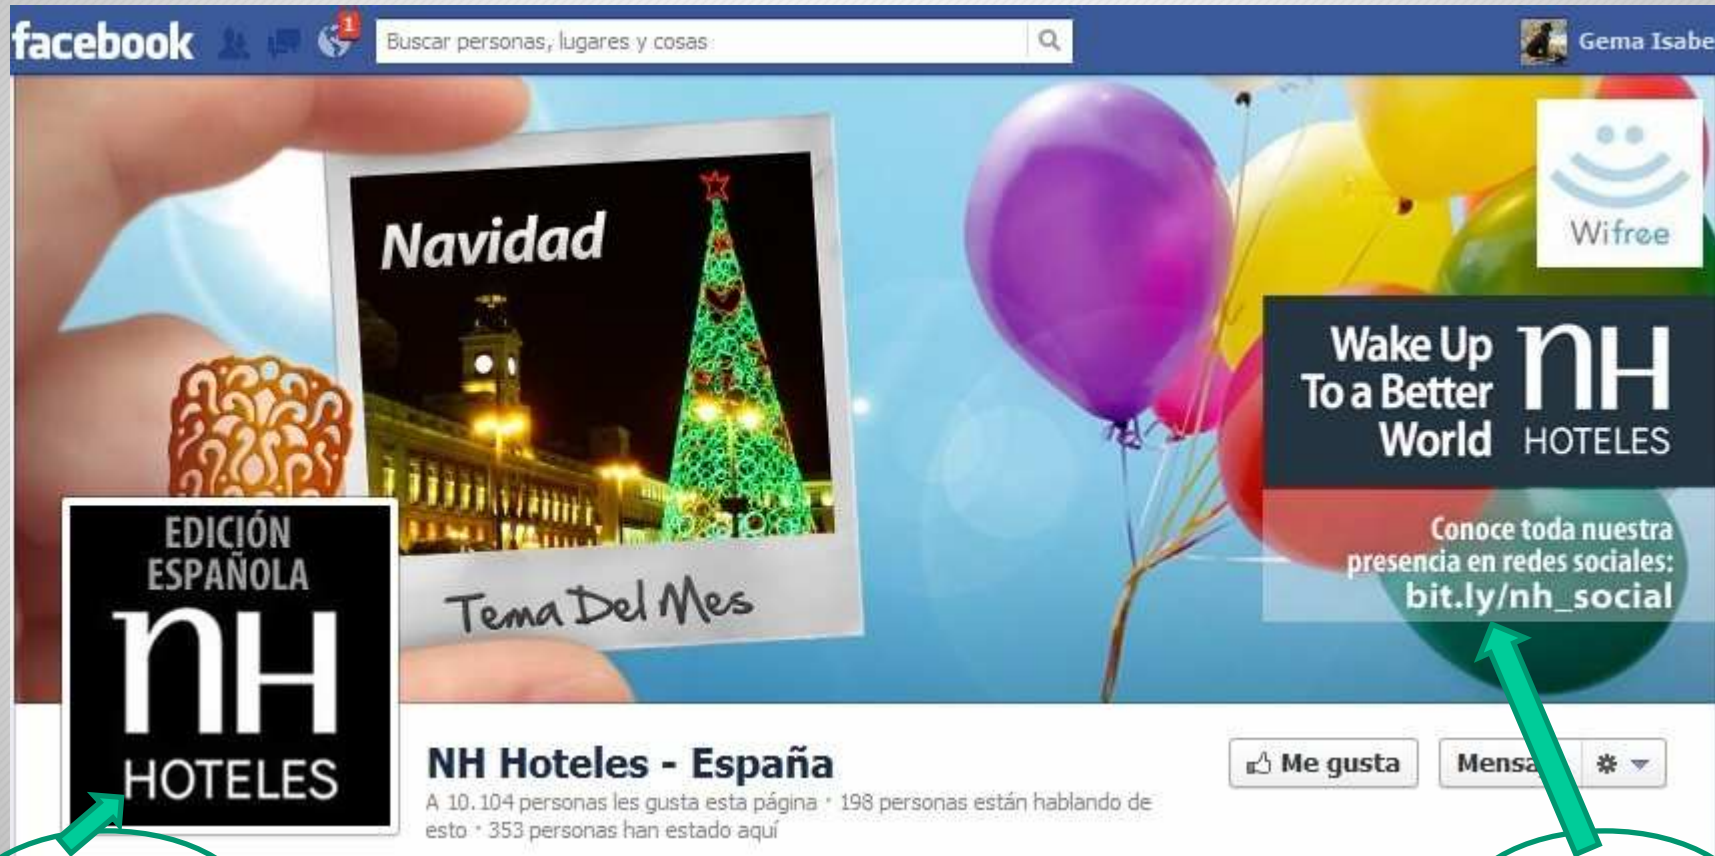 facebook
1
Buscar personas, lugares y cosas
Gema Isabe
Navidad
Tema Del Mes
Wifree
Wake Up
To a Better
World
nH
HOTELES
Conoce toda nuestra
presencia en redes sociales:
bit.ly/nh_social
EDICIÓN
ESPAÑOLA
nH
HOTELES
NH Hoteles - España
Me gusta
Mensa
A 10.104 personas les gusta esta página · 198 personas están hablando de
esto · 353 personas han estado aquí